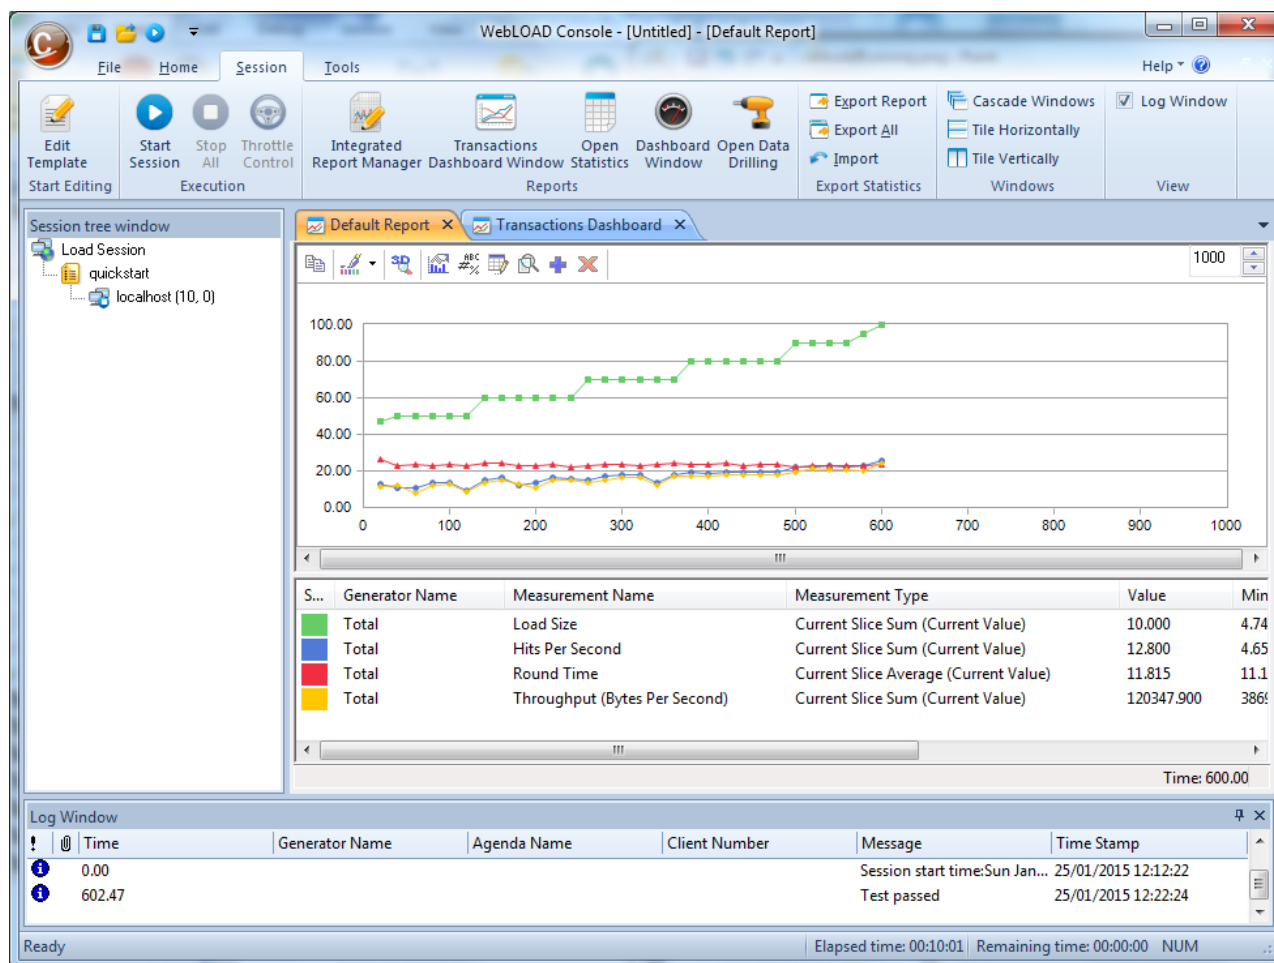 WebLOAD Console - [Untitled] - [Default Report]
File Home Session Tools Help
Edit Template
Start Session
Stop All
Throttle Control
Integrated Report Manager
Transactions Dashboard Window
Open Statistics
Dashboard Window
Open Data Drilling
Export Report
Export All
Import
Cascade Windows
Tile Horizontally
Tile Vertically
Log Window
Start Editing Execution Reports Export Statistics Windows View
Session tree window
Load Session
quickstart
localhost (10, 0)
Default Report Transactions Dashboard
1000
100.00
80.00
60.00
40.00
20.00
0.00
0 100 200 300 400 500 600 700 800 900 1000
S... Generator Name Measurement Name Measurement Type Value Min
Total Load Size Current Slice Sum (Current Value) 10.000 4.74
Total Hits Per Second Current Slice Sum (Current Value) 12.800 4.65
Total Round Time Current Slice Average (Current Value) 11.815 11.1
Total Throughput (Bytes Per Second) Current Slice Sum (Current Value) 120347.900 386
Time: 600.00
Log Window
! Time Generator Name Agenda Name Client Number Message Time Stamp
0.00 Session start time:Sun Jan... 25/01/2015 12:12:22
602.47 Test passed 25/01/2015 12:22:24
Ready Elapsed time: 00:10:01 Remaining time: 00:00:00 NUM